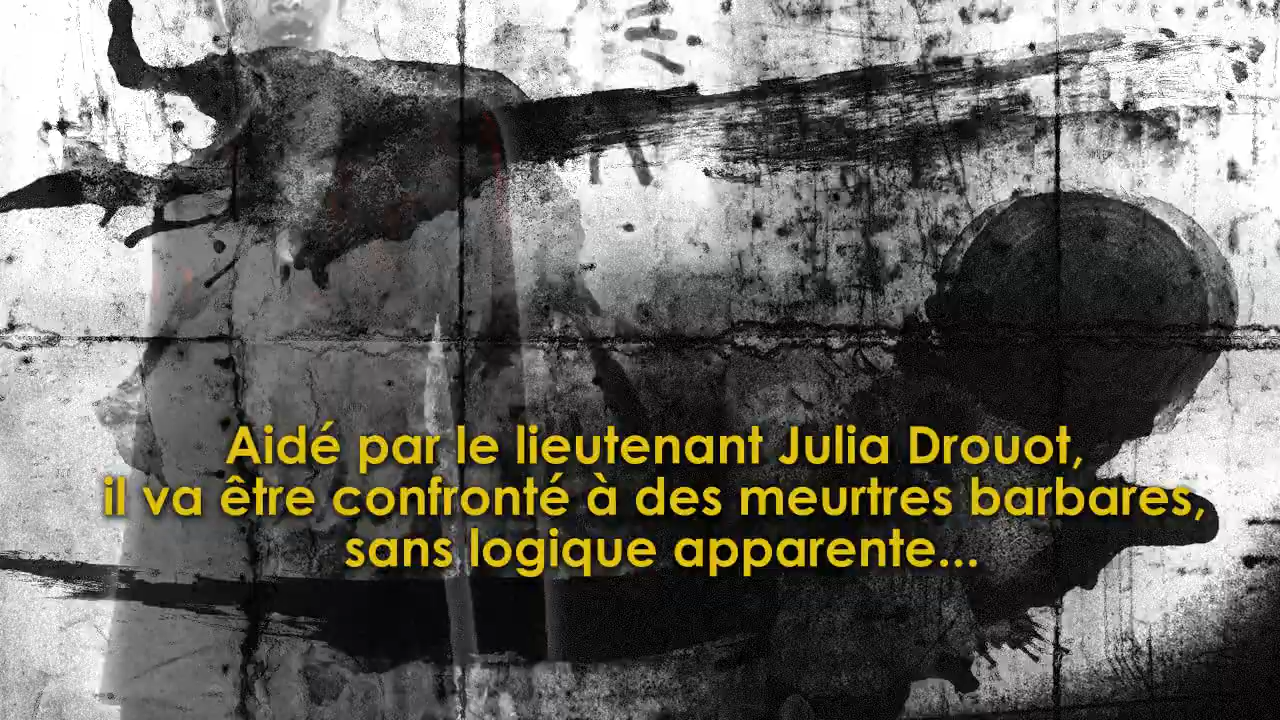 Aidé par le lieutenant Julia Drouot,
il va être confronté à des meurtres barbares,
sans logique apparente...